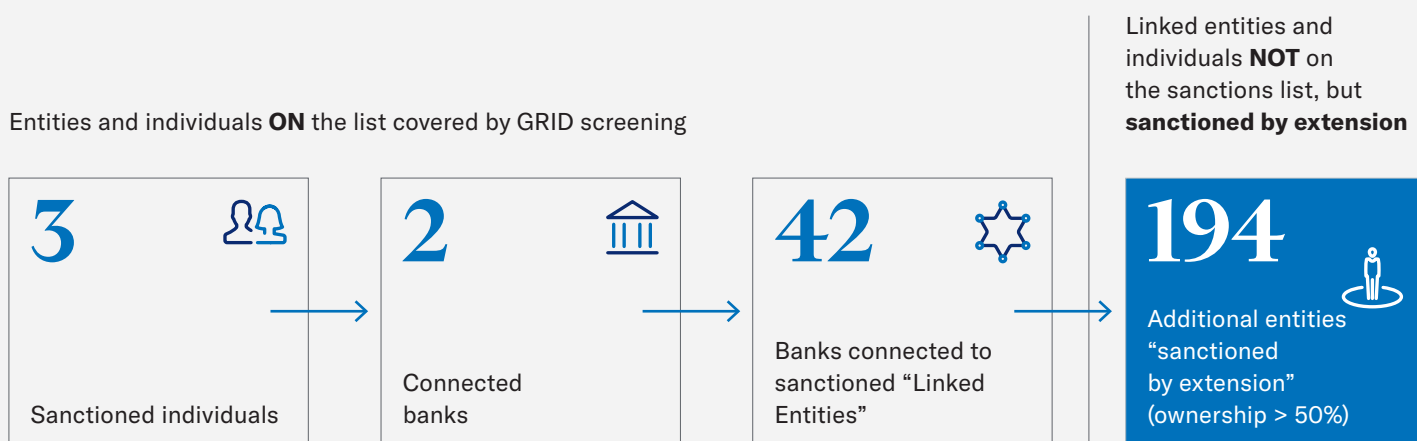 Entities and individuals ON the list covered by GRID screening
Linked entities and
individuals NOT on
the sanctions list, but
sanctioned by extension
3
Sanctioned individuals
2
Connected
banks
42
Banks connected to
sanctioned “Linked
Entities”
194
Additional entities
“sanctioned
by extension”
(ownership > 50%)